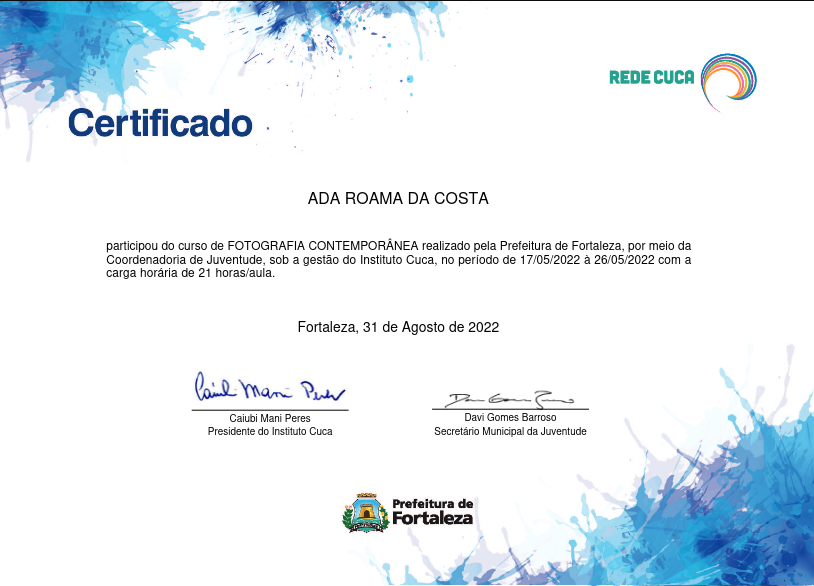 REDE CUCA
Certificado
ADA ROAMA DA COSTA
participou do curso de FOTOGRAFIA CONTEMPORÂNEA realizado pela Prefeitura de Fortaleza, por meio da
Coordenadoria de Juventude, sob a gestão do Instituto Cuca, no período de 17/05/2022 à 26/05/2022 com a
carga horária de 21 horas/aula.
Fortaleza, 31 de Agosto de 2022
Caiubi Mani Peres
Caiubi Mani Peres
Presidente do Instituto Cuca
Davi Gomes Barroso
Secretário Municipal da Juventude
Prefeitura de
Fortaleza